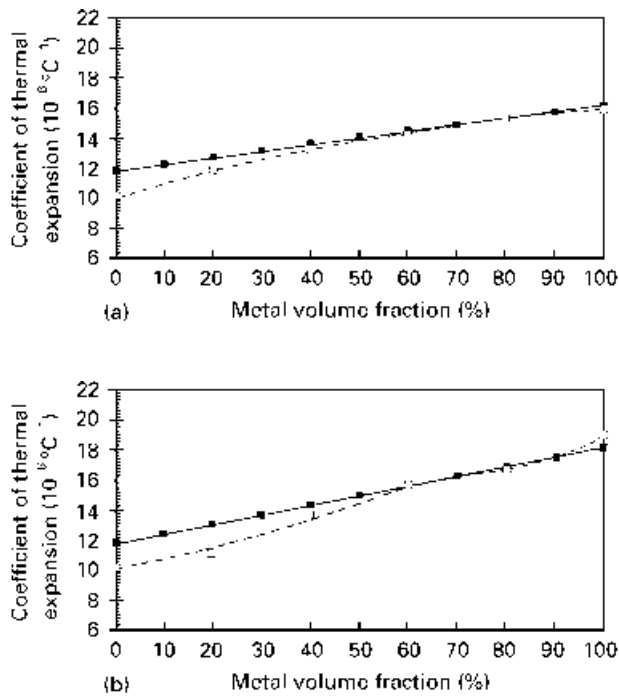 22
20
18
16
14
12
10
8
6
Coefficient of thermal
expansion (10⁻⁶ °C⁻¹)
0 10 20 30 40 50 60 70 80 90 100
(a) Metal volume fraction (%)
22
20
18
16
14
12
10
8
6
Coefficient of thermal
expansion (10⁻⁶ °C⁻¹)
0 10 20 30 40 50 60 70 80 90 100
(b) Metal volume fraction (%)